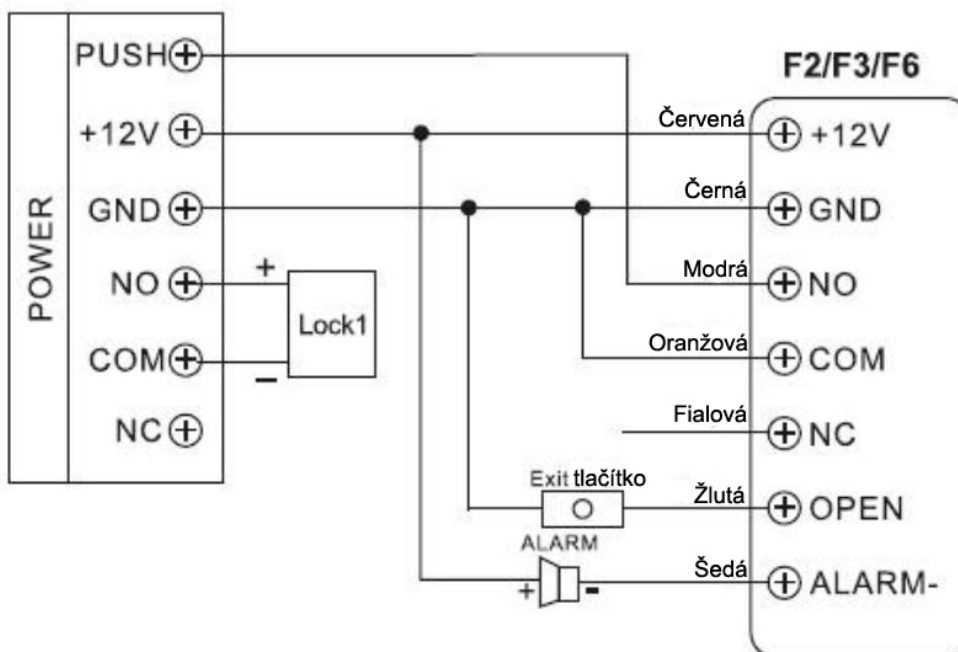 POWER
PUSH
+12V
GND
NO
COM
NC
+
Lock1
−
F2/F3/F6
Červená
+12V
Černá
GND
Modrá
NO
Oranžová
COM
Fialová
NC
Exit tlačítko
Žlutá
OPEN
ALARM
+
-
Šedá
ALARM-